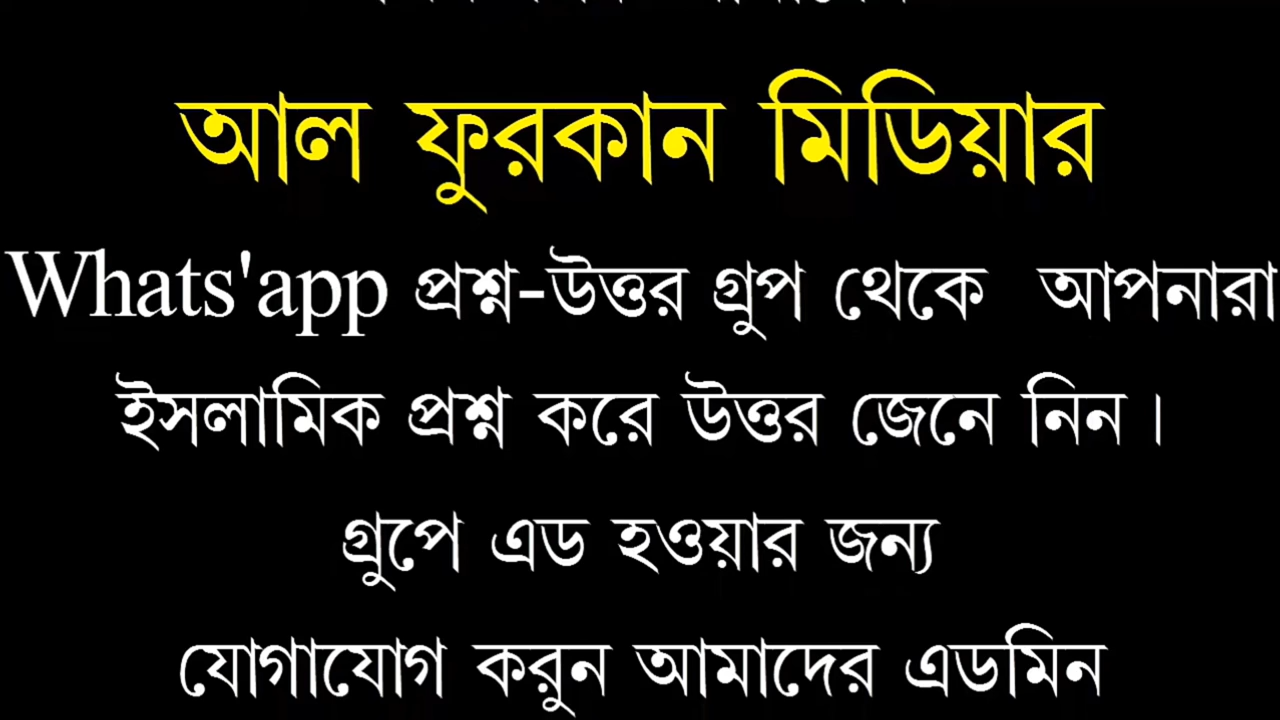 আল ফুরকান মিডিয়ার
Whats'app প্রশ্ন-উত্তর গ্রুপ থেকে আপনারা
ইসলামিক প্রশ্ন করে উত্তর জেনে নিন।
গ্রুপে এড হওয়ার জন্য
যোগাযোগ করুন আমাদের এডমিন